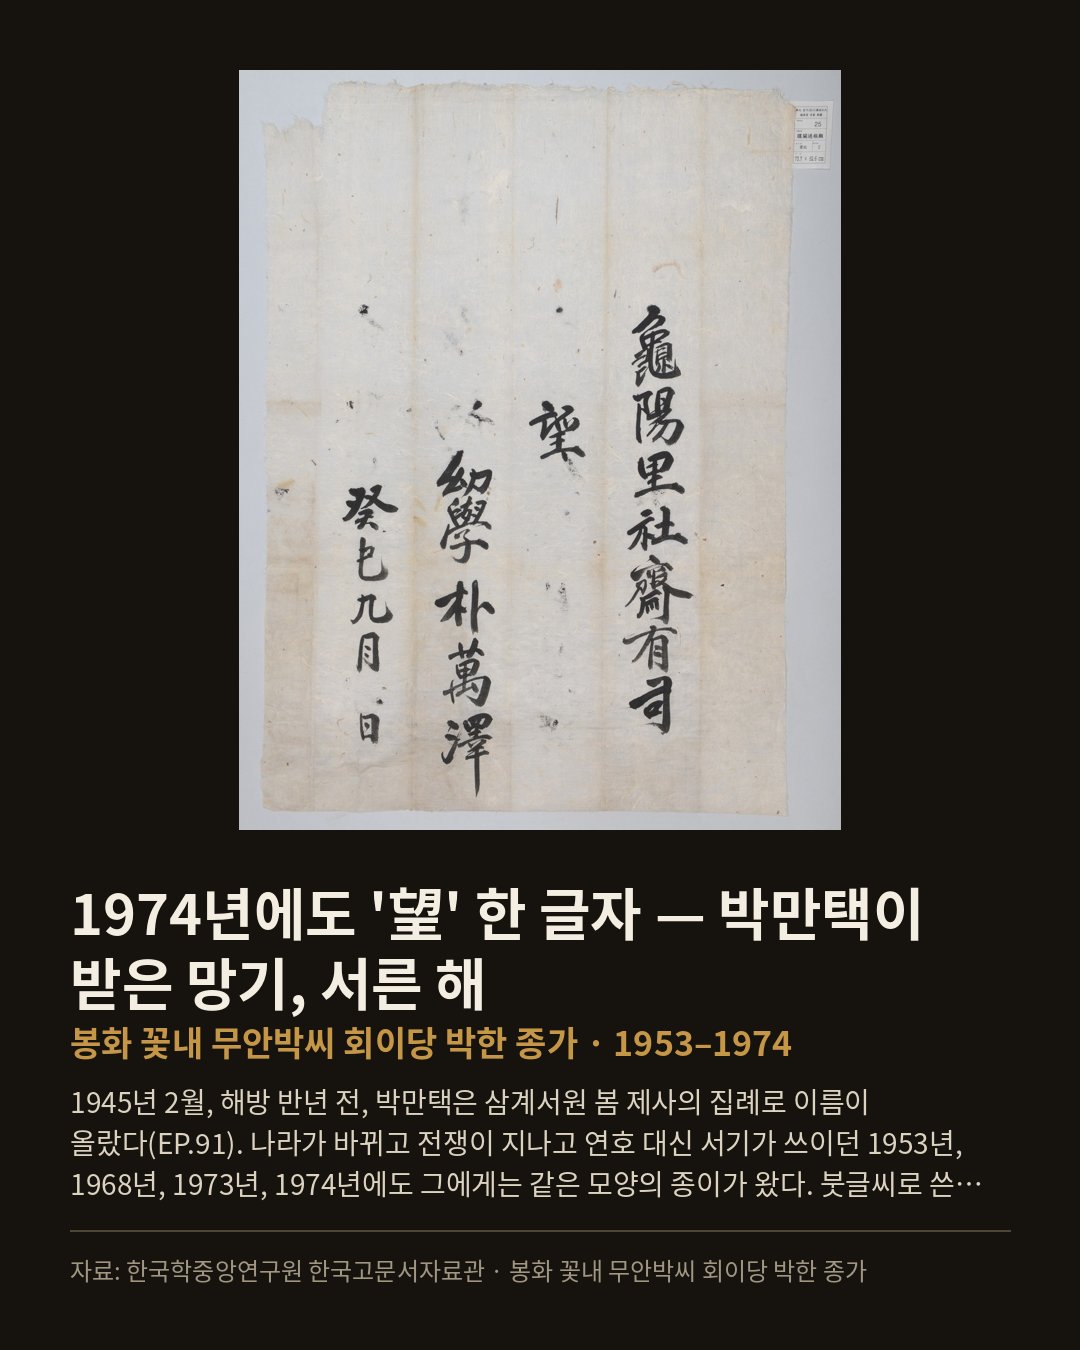 龜陽里社齋有司
望
幼學 朴萬澤
癸巳九月 日
25
1974년에도 '望' 한 글자 — 박만택이
받은 망기, 서른 해
봉화 꽃내 무안박씨 회이당 박한 종가 · 1953–1974
1945년 2월, 해방 반년 전, 박만택은 삼계서원 봄 제사의 집례로 이름이
올랐다(EP.91). 나라가 바뀌고 전쟁이 지나고 연호 대신 서기가 쓰이던 1953년,
1968년, 1973년, 1974년에도 그에게는 같은 모양의 종이가 왔다. 붓글씨로 쓴…
자료: 한국학중앙연구원 한국고문서자료관 · 봉화 꽃내 무안박씨 회이당 박한 종가